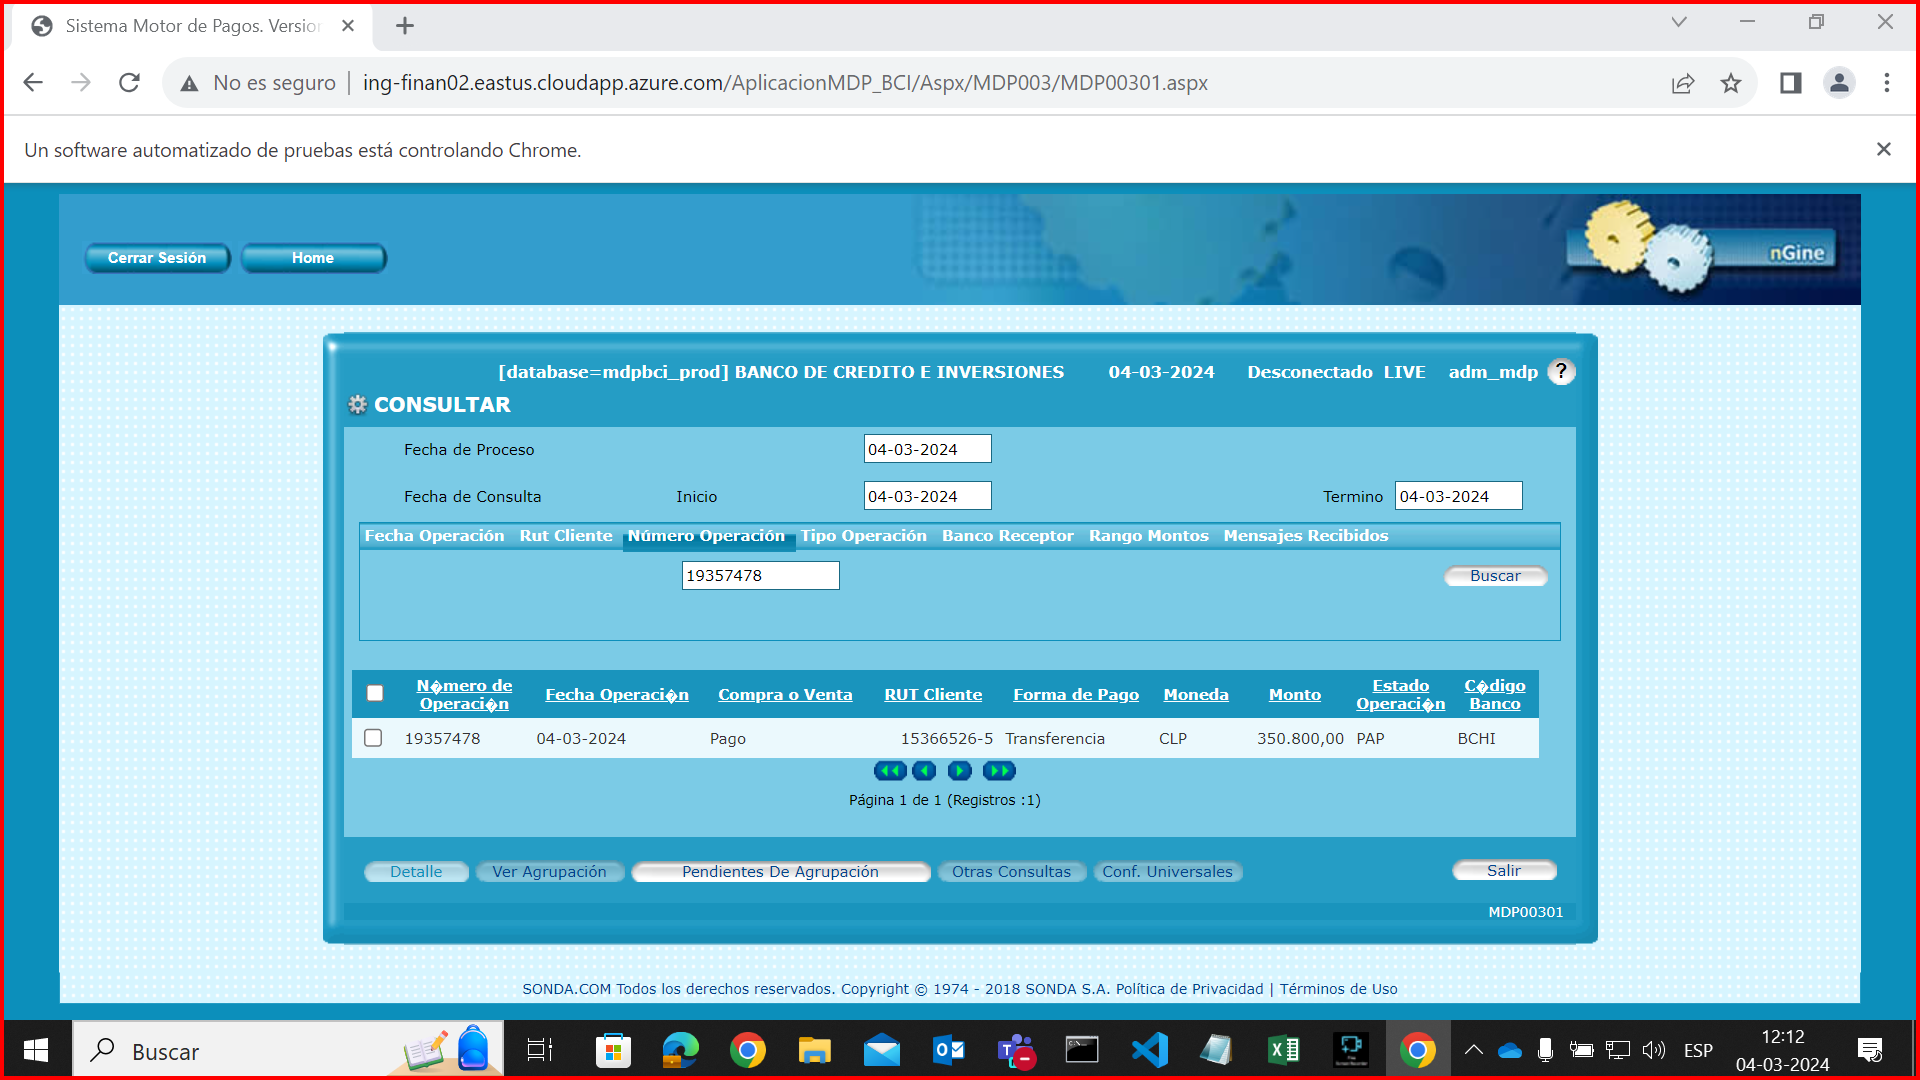 Sistema Motor de Pagos. Version
No es seguro
ing-finan02.eastus.cloudapp.azure.com/AplicacionMDP_BCI/Aspx/MDP003/MDP00301.aspx
Un software automatizado de pruebas está controlando Chrome.
Cerrar Sesión
Home
nGine
[database=mdpbci_prod] BANCO DE CREDITO E INVERSIONES 04-03-2024 Desconectado LIVE adm_mdp ?
CONSULTAR
Fecha de Proceso 04-03-2024
Fecha de Consulta Inicio 04-03-2024 Termino 04-03-2024
Fecha Operación Rut Cliente Número Operación Tipo Operación Banco Receptor Rango Montos Mensajes Recibidos
19357478 Buscar
N�mero de Operaci�n Fecha Operaci�n Compra o Venta RUT Cliente Forma de Pago Moneda Monto Estado Operaci�n C�digo Banco
19357478 04-03-2024 Pago 15366526-5 Transferencia CLP 350.800,00 PAP BCHI
Página 1 de 1 (Registros :1)
Detalle Ver Agrupación Pendientes De Agrupación Otras Consultas Conf. Universales Salir
MDP00301
SONDA.COM Todos los derechos reservados. Copyright © 1974 - 2018 SONDA S.A. Política de Privacidad | Términos de Uso
Buscar
ESP
12:12
04-03-2024